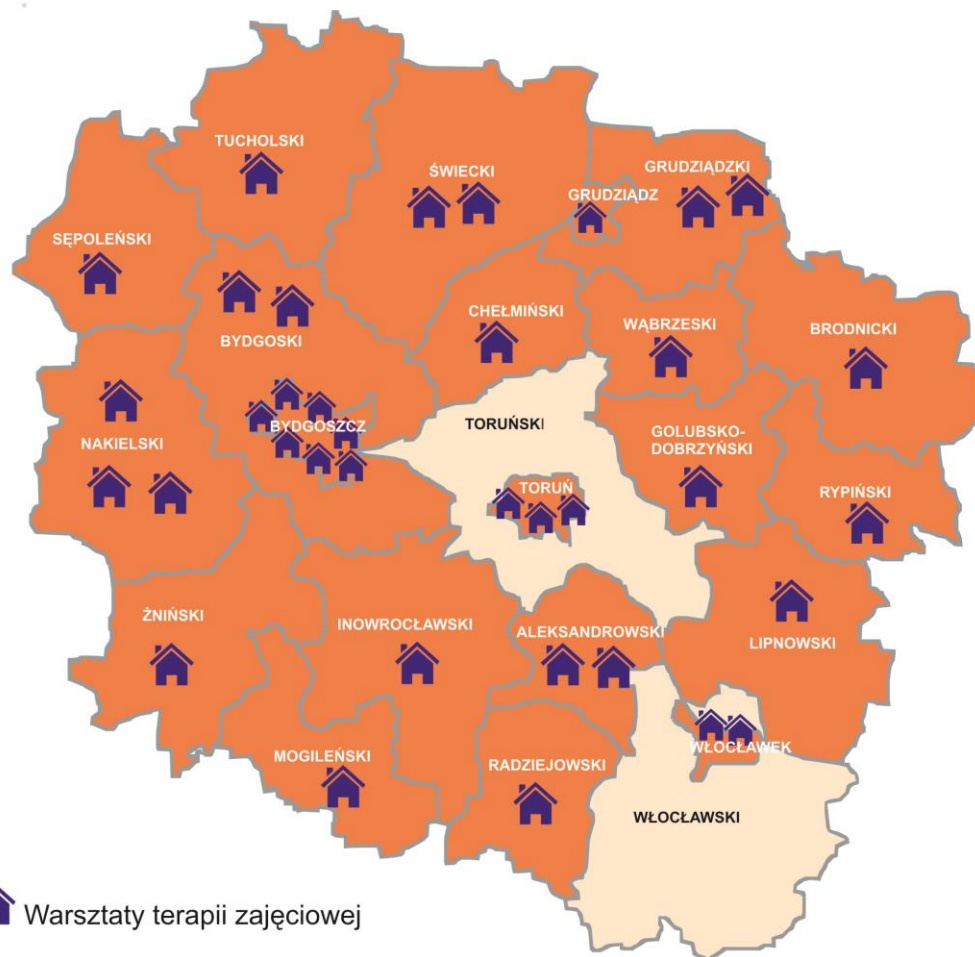 TUCHOLSKI
ŚWIECKI
GRUDZIĄDZKI
GRUDZIĄDZ
SĘPOLEŃSKI
CHEŁMIŃSKI
WĄBRZESKI
BRODNICKI
BYDGOSKI
BYDGOSZCZ
TORUŃSKI
GOLUBSKO-
DOBRZYŃSKI
NAKIELSKI
TORUŃ
RYPIŃSKI
ŻNIŃSKI
INOWROCŁAWSKI
ALEKSANDROWSKI
LIPNOWSKI
MOGILEŃSKI
RADZIEJOWSKI
WŁOCŁAWEK
WŁOCŁAWSKI
Warsztaty terapii zajęciowej